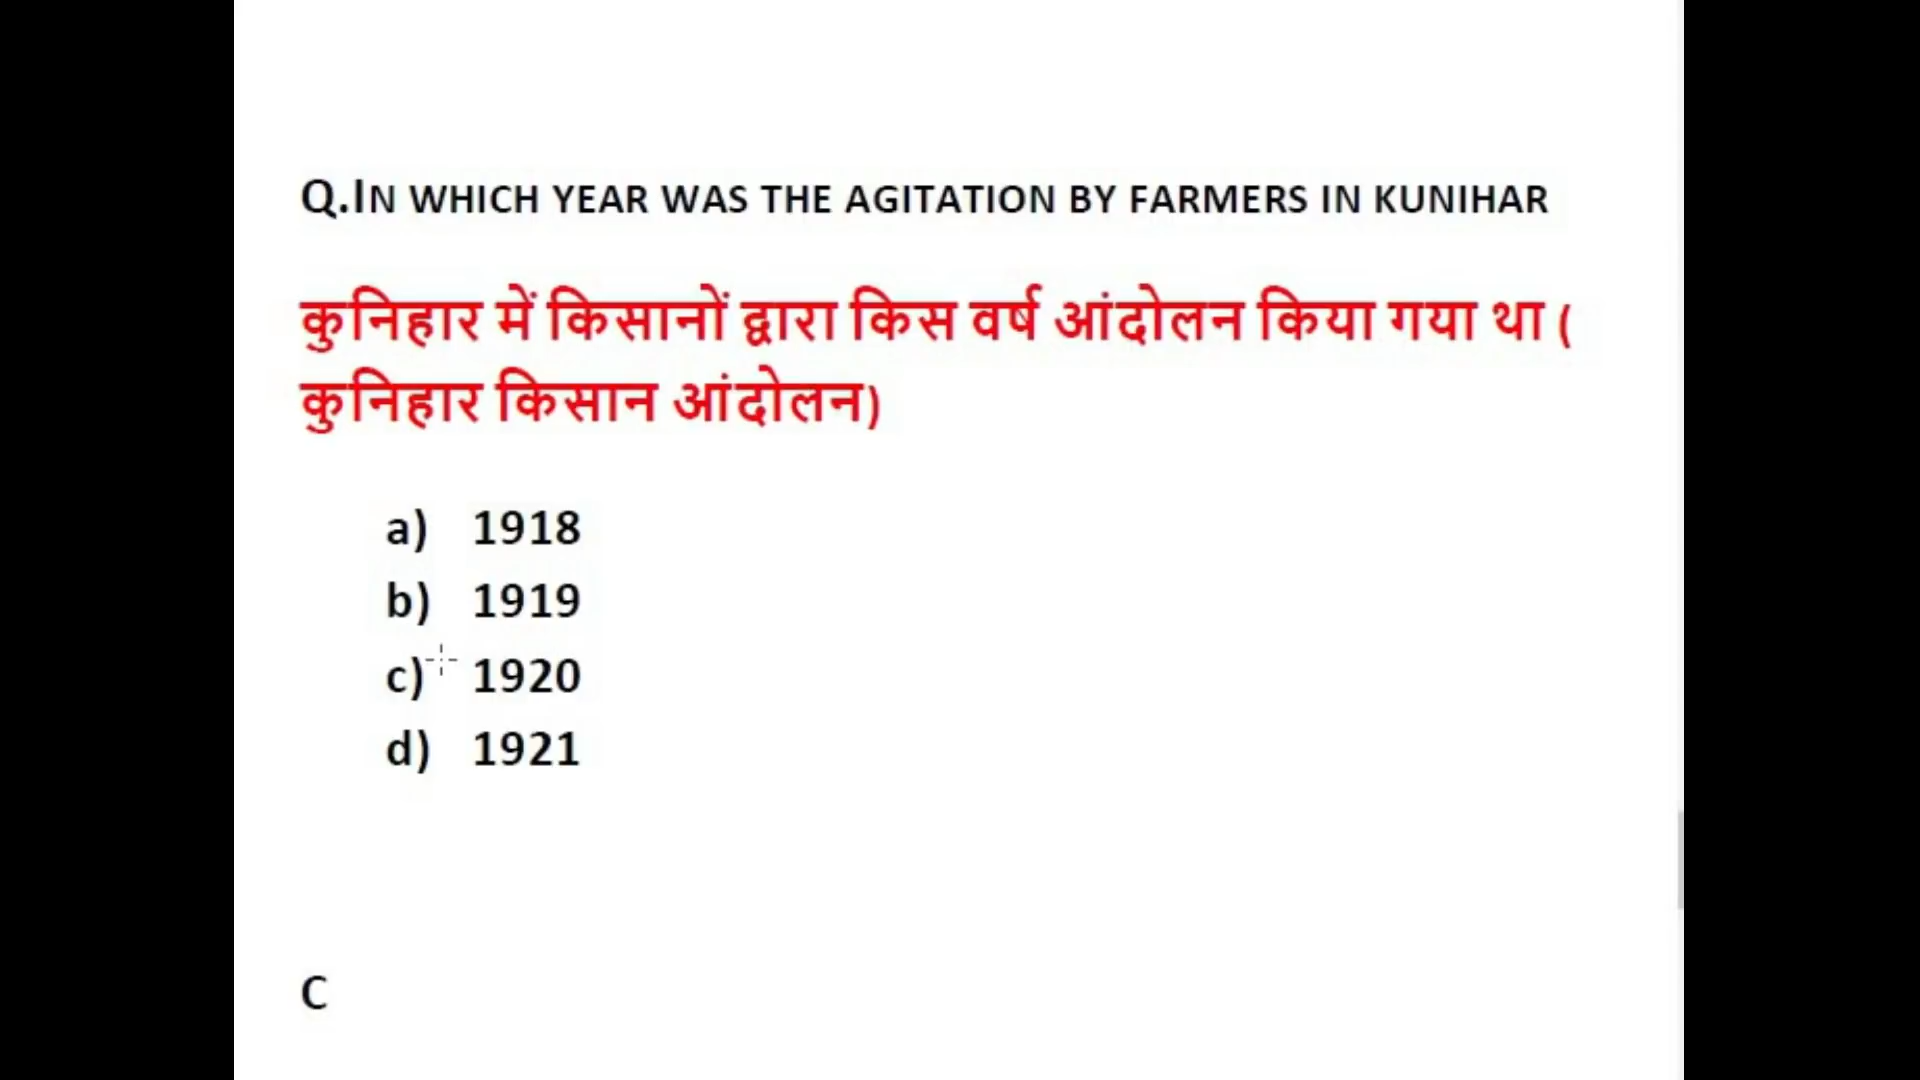 Q.IN WHICH YEAR WAS THE AGITATION BY FARMERS IN KUNIHAR
कुनिहार में किसानों द्वारा किस वर्ष आंदोलन किया गया था (
कुनिहार किसान आंदोलन)
a) 1918
b) 1919
c) 1920
d) 1921
C